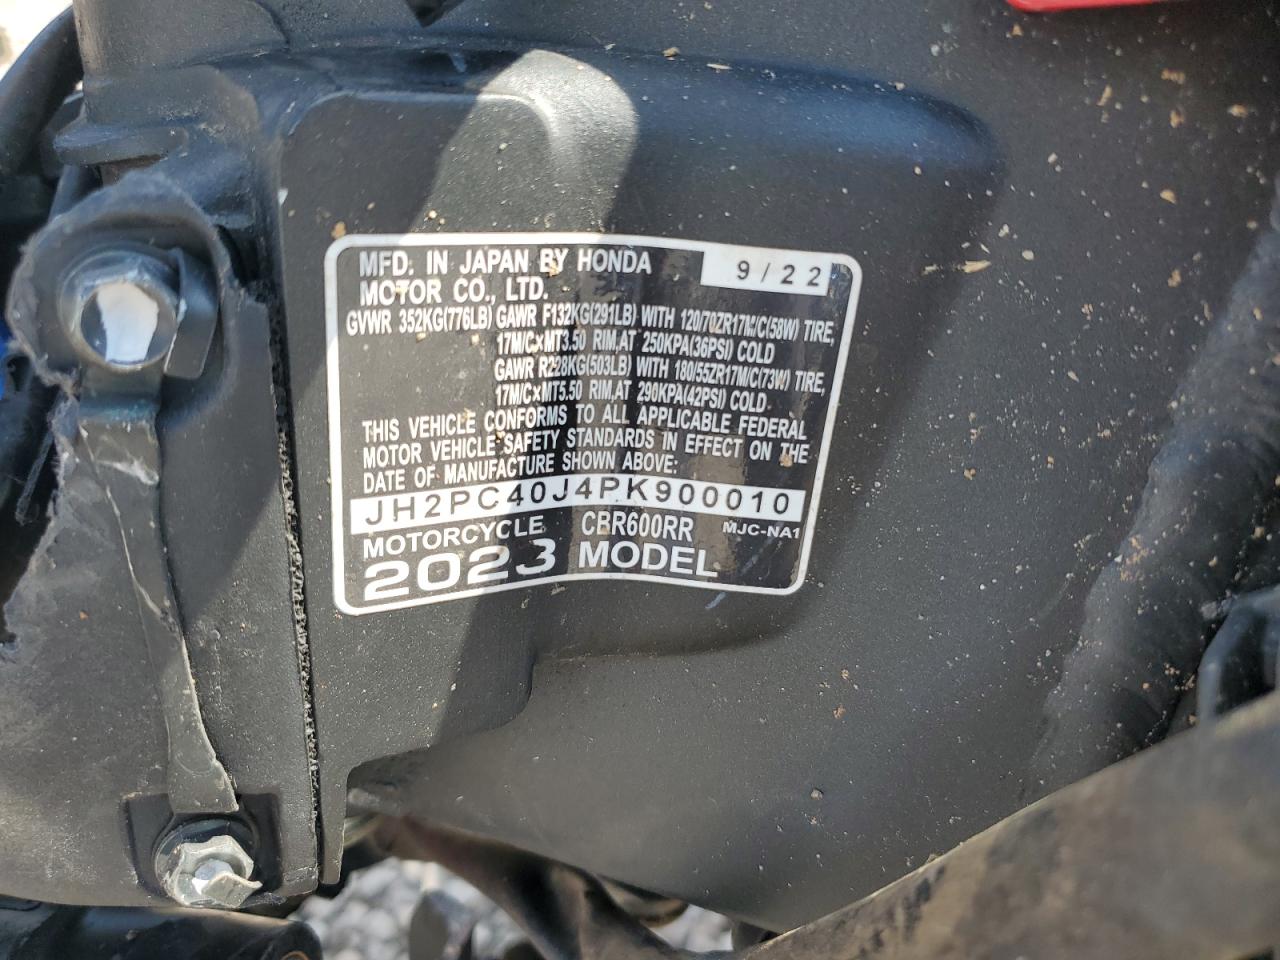 MFD. IN JAPAN BY HONDA 9/22
MOTOR CO., LTD.
GVWR 352KG(776LB) GAWR F132KG(291LB) WITH 120/70ZR17M/C(58W) TIRE,
17M/C×MT3.50 RIM,AT 250KPA(36PSI) COLD
GAWR R228KG(503LB) WITH 180/55ZR17M/C(73W) TIRE,
17M/C×MT5.50 RIM,AT 290KPA(42PSI) COLD.
THIS VEHICLE CONFORMS TO ALL APPLICABLE FEDERAL
MOTOR VEHICLE SAFETY STANDARDS IN EFFECT ON THE
DATE OF MANUFACTURE SHOWN ABOVE:
JH2PC40J4PK900010
MOTORCYCLE CBR600RR MJC-NA1
2023 MODEL